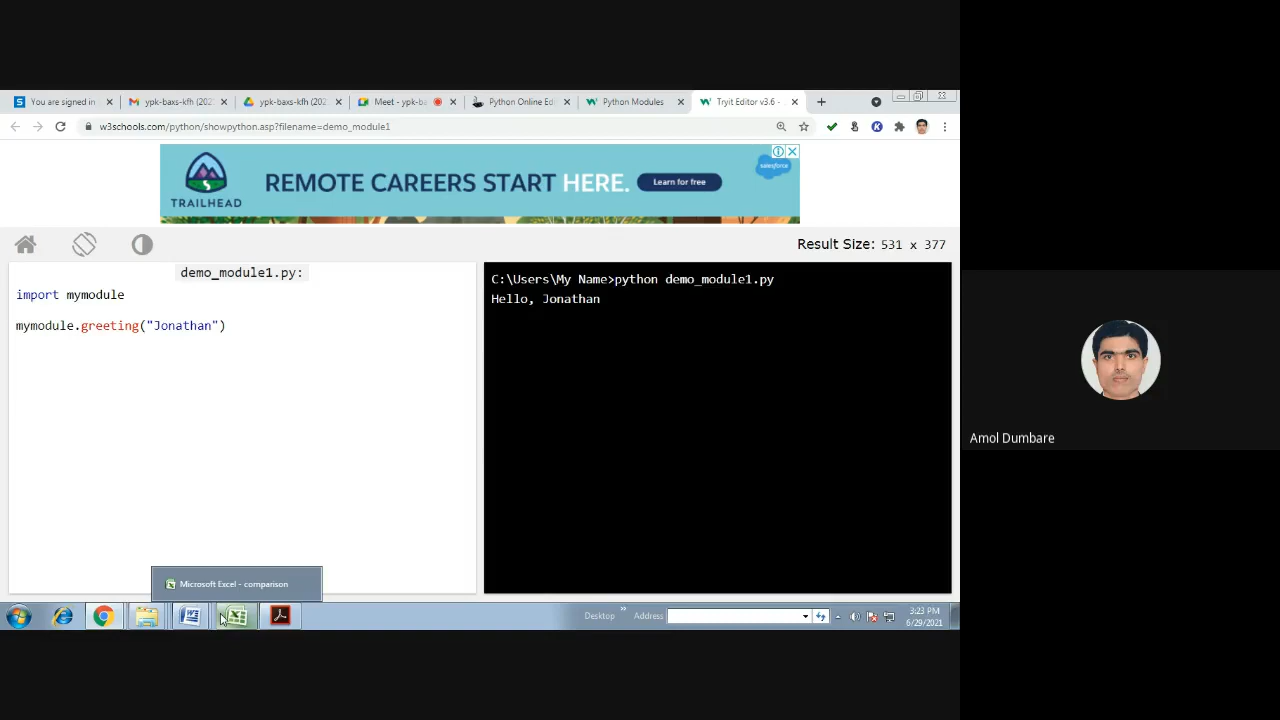 You are signed in
ypk-baxs-kfh (202
ypk-baxs-kfh (202
Meet - ypk-ba
Python Online Edi
Python Modules
Tryit Editor v3.6 -
w3schools.com/python/showpython.asp?filename=demo_module1
TRAILHEAD
REMOTE CAREERS START HERE.
Learn for free
salesforce
Result Size: 531 x 377
demo_module1.py:
import mymodule
mymodule.greeting("Jonathan")
C:\Users\My Name>python demo_module1.py
Hello, Jonathan
Amol Dumbare
Microsoft Excel - comparison
Desktop
Address
3:23 PM
6/29/2021